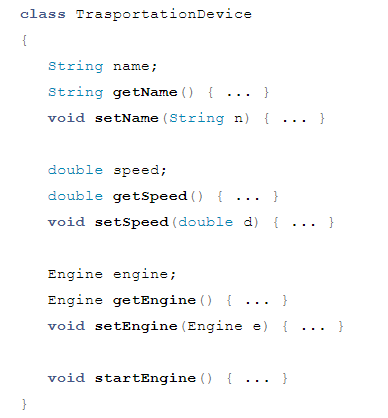 class TrasportationDevice
{
String name;
String getName() { ... }
void setName(String n) { ... }
double speed;
double getSpeed() { ... }
void setSpeed(double d) { ... }
Engine engine;
Engine getEngine() { ... }
void setEngine(Engine e) { ... }
void startEngine() { ... }
}